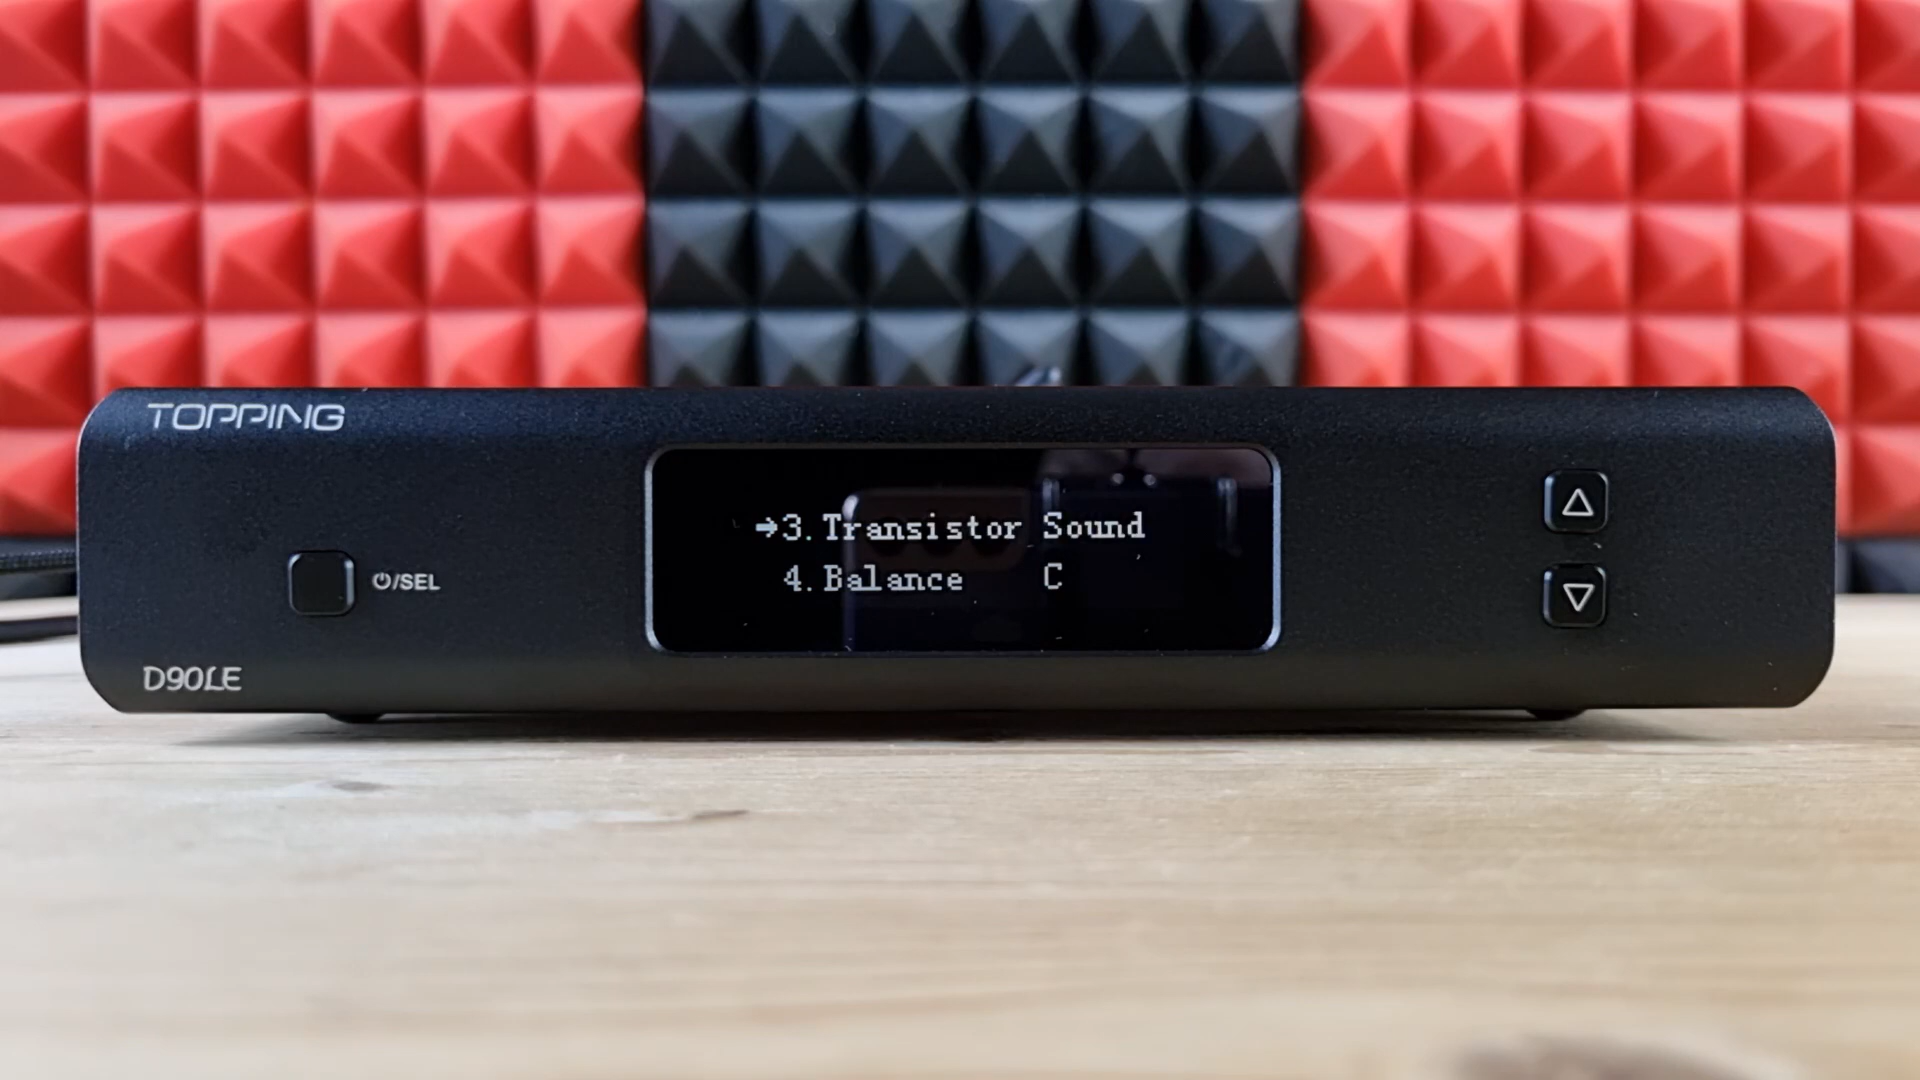 TOPPING
➔3.Transistor Sound
4.Balance C
⏻/SEL
D90LE